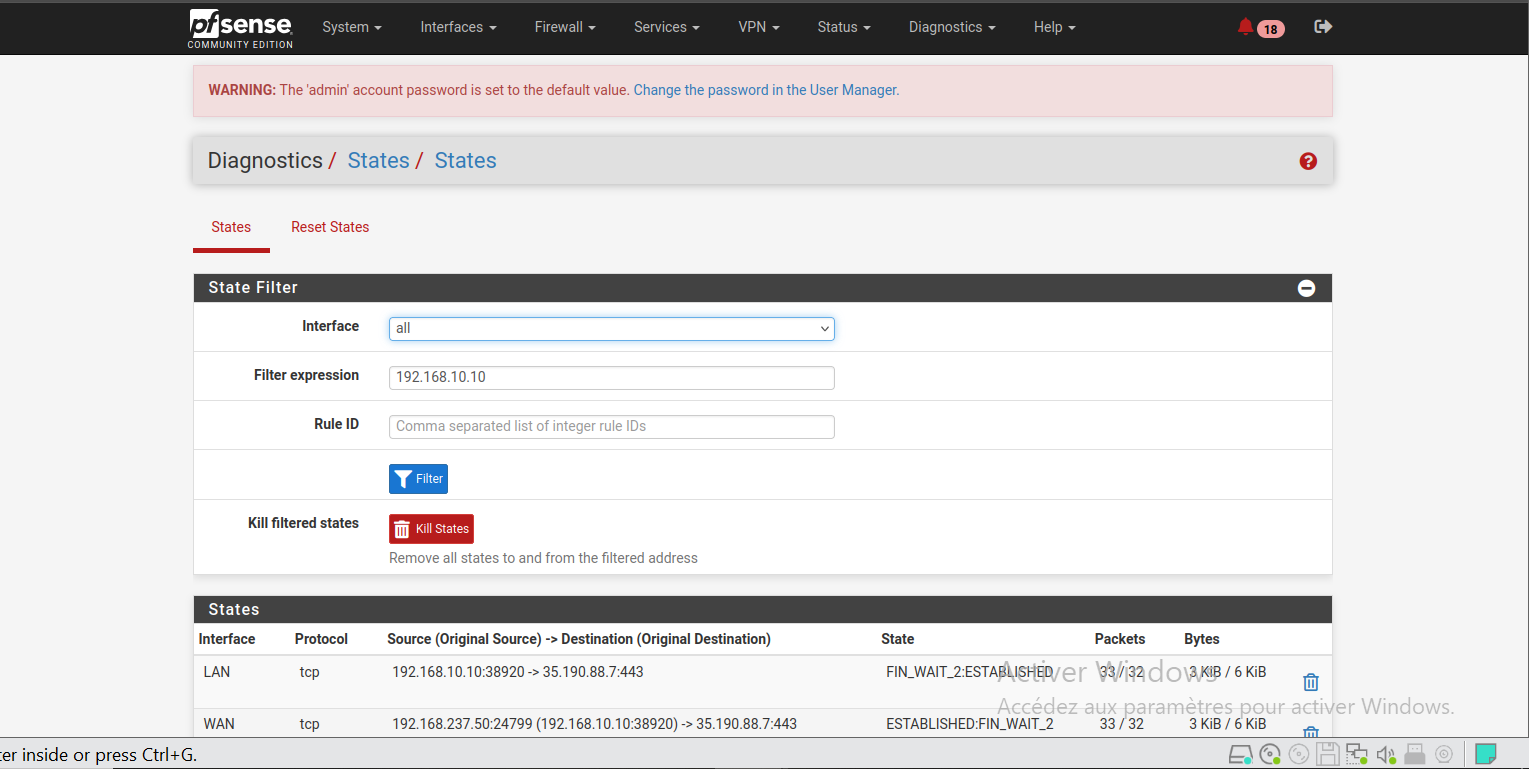 pfsense COMMUNITY EDITION System Interfaces Firewall Services VPN Status Diagnostics Help 18
WARNING: The 'admin' account password is set to the default value. Change the password in the User Manager.
Diagnostics / States / States
States Reset States
State Filter
Interface all
Filter expression 192.168.10.10
Rule ID Comma separated list of integer rule IDs
Filter
Kill filtered states Kill States
Remove all states to and from the filtered address
States
Interface Protocol Source (Original Source) -> Destination (Original Destination) State Packets Bytes
LAN tcp 192.168.10.10:38920 -> 35.190.88.7:443 FIN_WAIT_2:ESTABLISHED 33 / 32 3 KiB / 6 KiB
Activer Windows
Accédez aux paramètres pour activer Windows.
WAN tcp 192.168.237.50:24799 (192.168.10.10:38920) -> 35.190.88.7:443 ESTABLISHED:FIN_WAIT_2 33 / 32 3 KiB / 6 KiB
ter inside or press Ctrl+G.